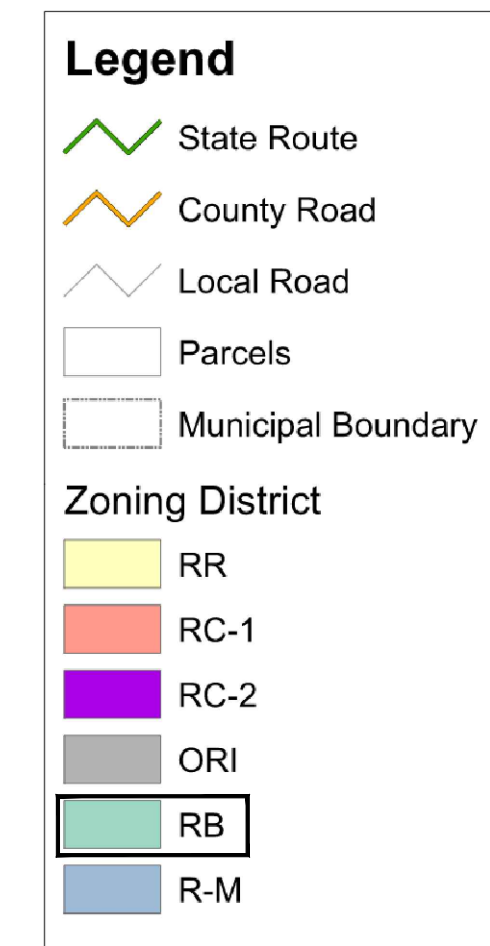 Legend
State Route
County Road
Local Road
Parcels
Municipal Boundary
Zoning District
RR
RC-1
RC-2
ORI
RB
R-M